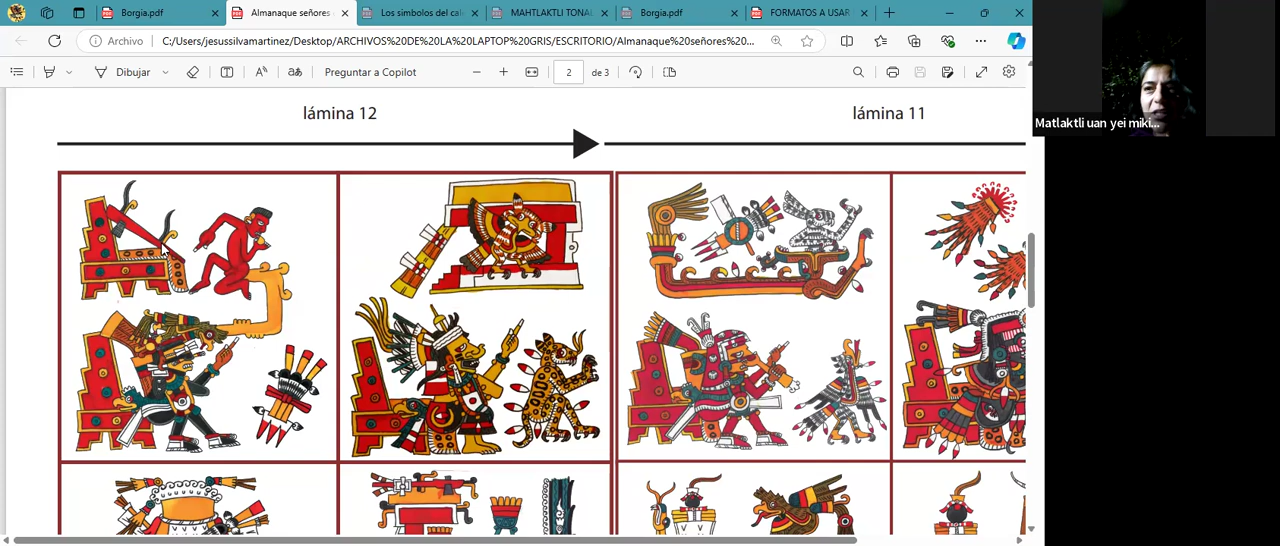 Borgia.pdf
Almanaque señores
Los simbolos del cal
MAHTLAKTLI TONAL
Borgia.pdf
FORMATOS A USAR
Archivo
C:/Users/jesussilvamartinez/Desktop/ARCHIVOS%20DE%20LA%20LAPTOP%20GRIS/ESCRITORIO/Almanaque%20señores%20...
Dibujar
Preguntar a Copilot
2
de 3
Matlaktli uan yei miki...
lámina 12
lámina 11